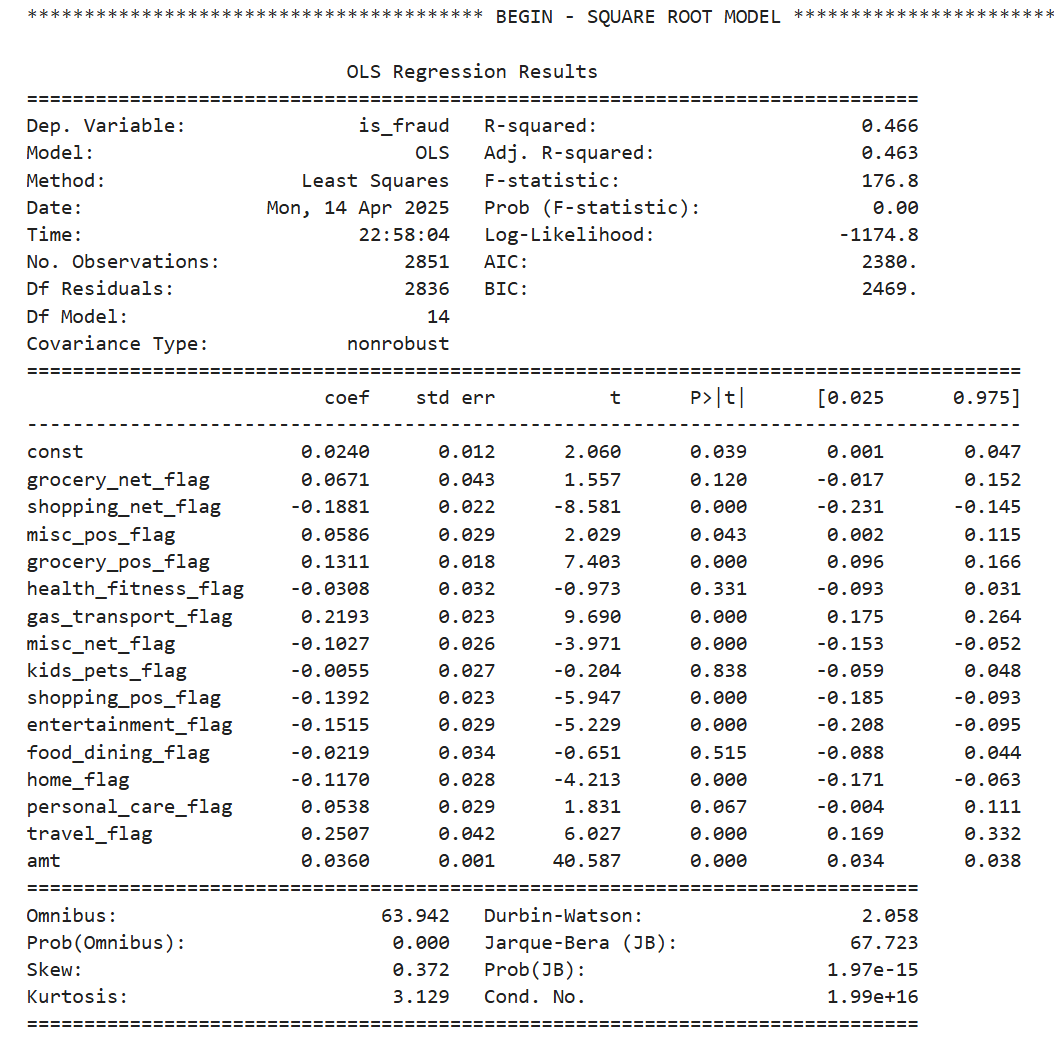 **************************************** BEGIN - SQUARE ROOT MODEL ***********************
OLS Regression Results
==============================================================================
Dep. Variable: is_fraud R-squared: 0.466
Model: OLS Adj. R-squared: 0.463
Method: Least Squares F-statistic: 176.8
Date: Mon, 14 Apr 2025 Prob (F-statistic): 0.00
Time: 22:58:04 Log-Likelihood: -1174.8
No. Observations: 2851 AIC: 2380.
Df Residuals: 2836 BIC: 2469.
Df Model: 14
Covariance Type: nonrobust
=======================================================================================
coef std err t P>|t| [0.025 0.975]
---------------------------------------------------------------------------------------
const 0.0240 0.012 2.060 0.039 0.001 0.047
grocery_net_flag 0.0671 0.043 1.557 0.120 -0.017 0.152
shopping_net_flag -0.1881 0.022 -8.581 0.000 -0.231 -0.145
misc_pos_flag 0.0586 0.029 2.029 0.043 0.002 0.115
grocery_pos_flag 0.1311 0.018 7.403 0.000 0.096 0.166
health_fitness_flag -0.0308 0.032 -0.973 0.331 -0.093 0.031
gas_transport_flag 0.2193 0.023 9.690 0.000 0.175 0.264
misc_net_flag -0.1027 0.026 -3.971 0.000 -0.153 -0.052
kids_pets_flag -0.0055 0.027 -0.204 0.838 -0.059 0.048
shopping_pos_flag -0.1392 0.023 -5.947 0.000 -0.185 -0.093
entertainment_flag -0.1515 0.029 -5.229 0.000 -0.208 -0.095
food_dining_flag -0.0219 0.034 -0.651 0.515 -0.088 0.044
home_flag -0.1170 0.028 -4.213 0.000 -0.171 -0.063
personal_care_flag 0.0538 0.029 1.831 0.067 -0.004 0.111
travel_flag 0.2507 0.042 6.027 0.000 0.169 0.332
amt 0.0360 0.001 40.587 0.000 0.034 0.038
==============================================================================
Omnibus: 63.942 Durbin-Watson: 2.058
Prob(Omnibus): 0.000 Jarque-Bera (JB): 67.723
Skew: 0.372 Prob(JB): 1.97e-15
Kurtosis: 3.129 Cond. No. 1.99e+16
==============================================================================